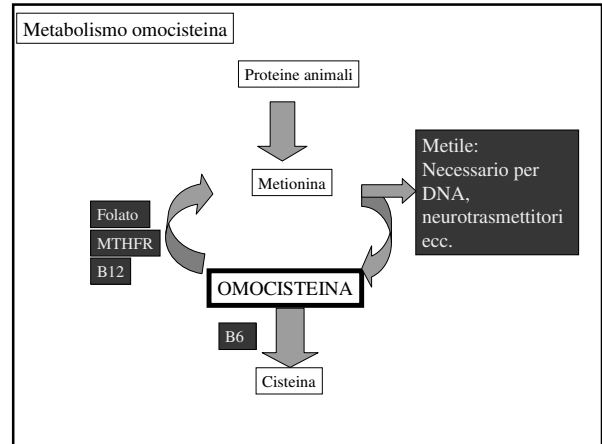 Metabolismo omocisteina
Proteine animali
Metile:
Necessario per
DNA,
neurotrasmettitori
ecc.
Metionina
Folato
MTHFR
B12
OMOCISTEINA
B6
Cisteina